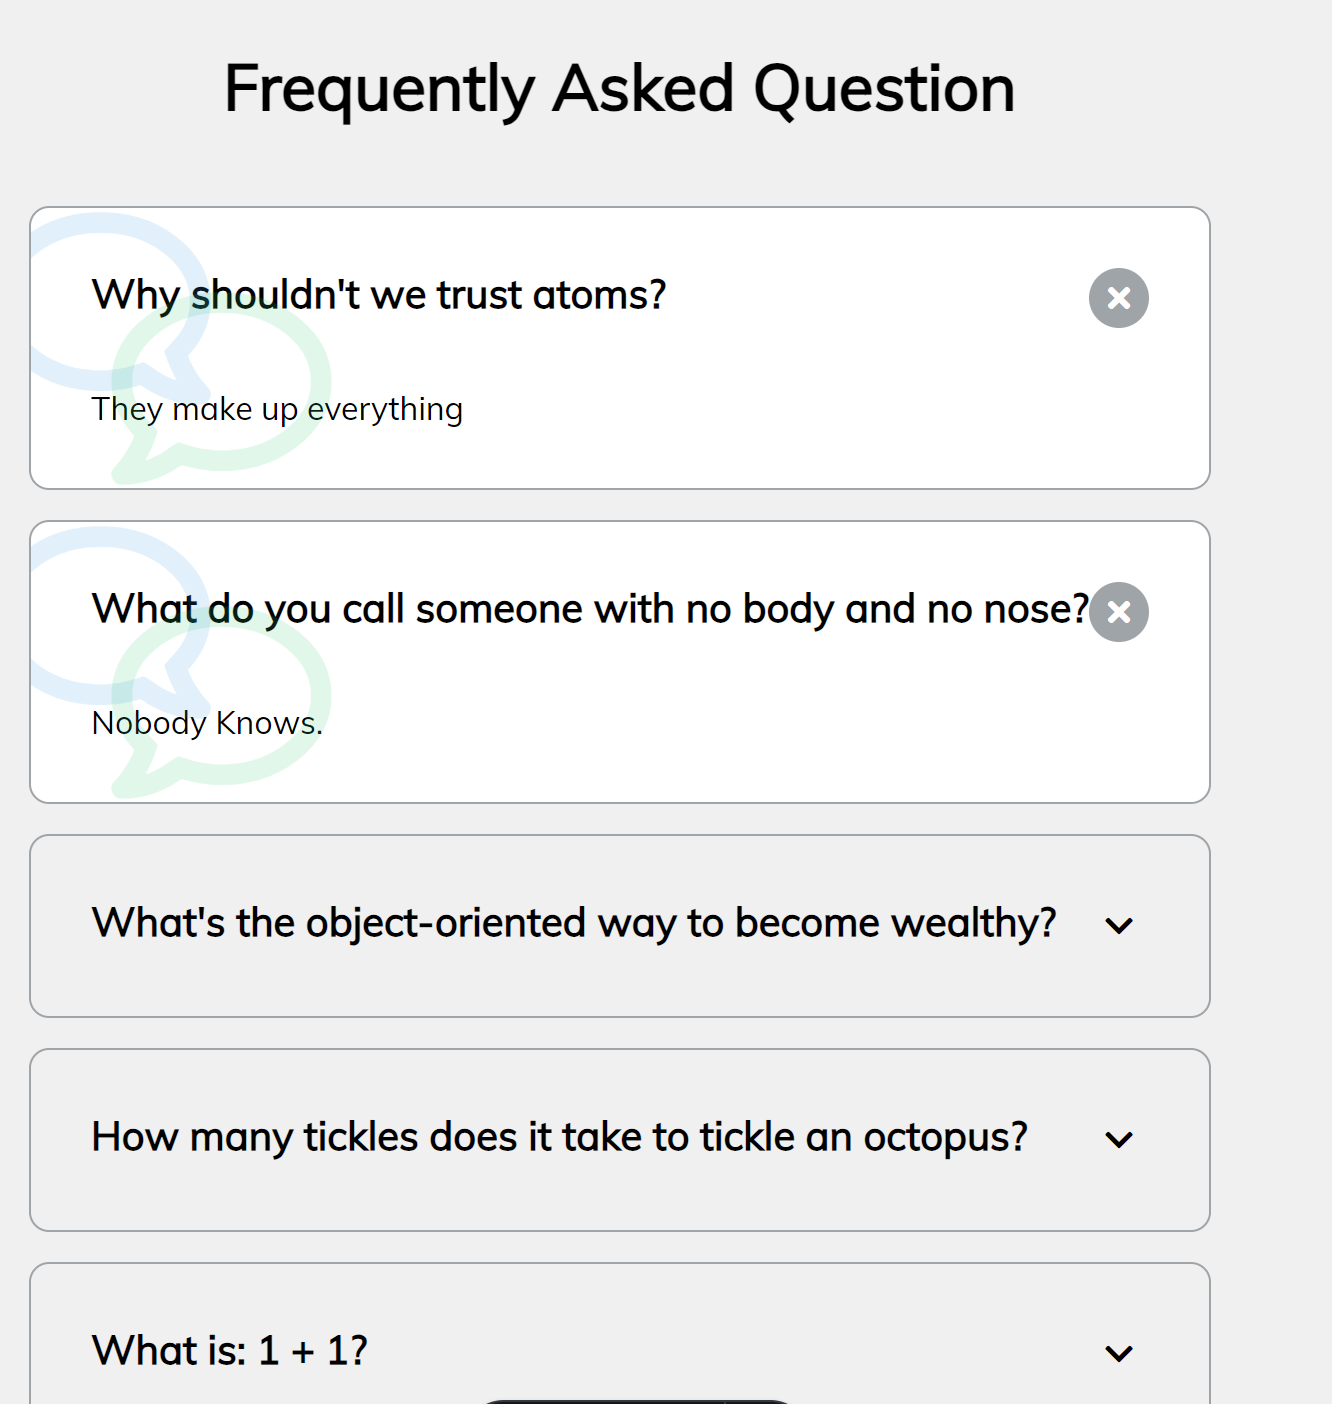 Frequently Asked Question
Why shouldn't we trust atoms?
They make up everything
What do you call someone with no body and no nose?
Nobody Knows.
What's the object-oriented way to become wealthy?
How many tickles does it take to tickle an octopus?
What is: 1 + 1?